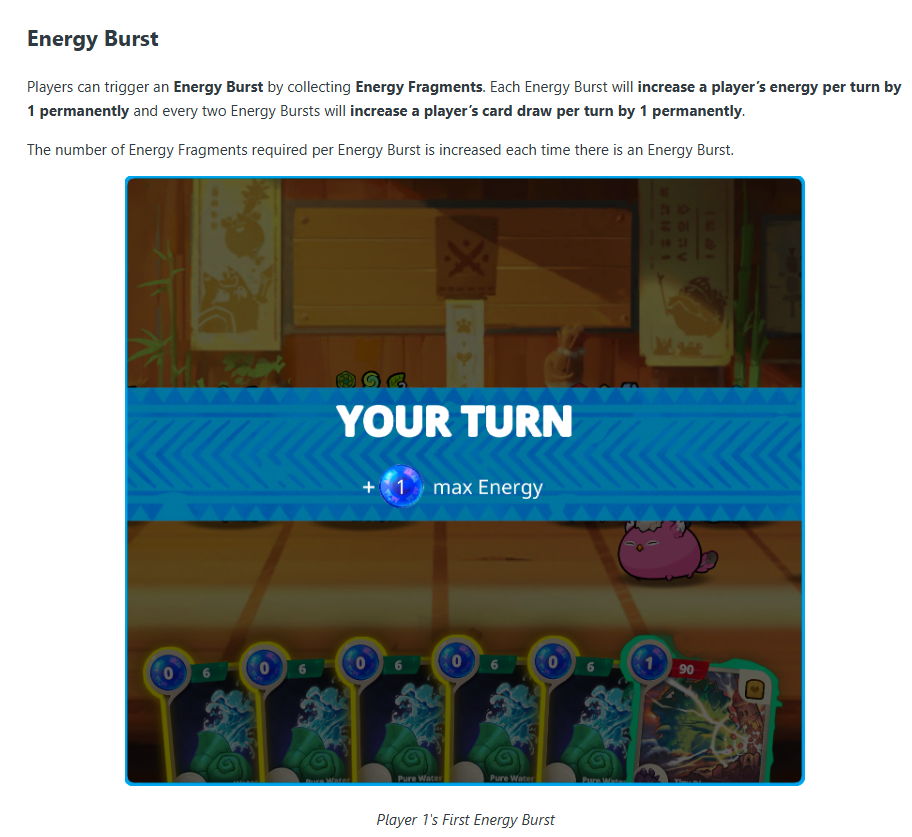 Energy Burst
Players can trigger an Energy Burst by collecting Energy Fragments. Each Energy Burst will increase a player’s energy per turn by
1 permanently and every two Energy Bursts will increase a player’s card draw per turn by 1 permanently.
The number of Energy Fragments required per Energy Burst is increased each time there is an Energy Burst.
YOUR TURN
+ 1 max Energy
0 6 0 6 0 6 0 6 0 6 1 90
Pure Water Pure Water Pure Water Pure Water
Player 1's First Energy Burst